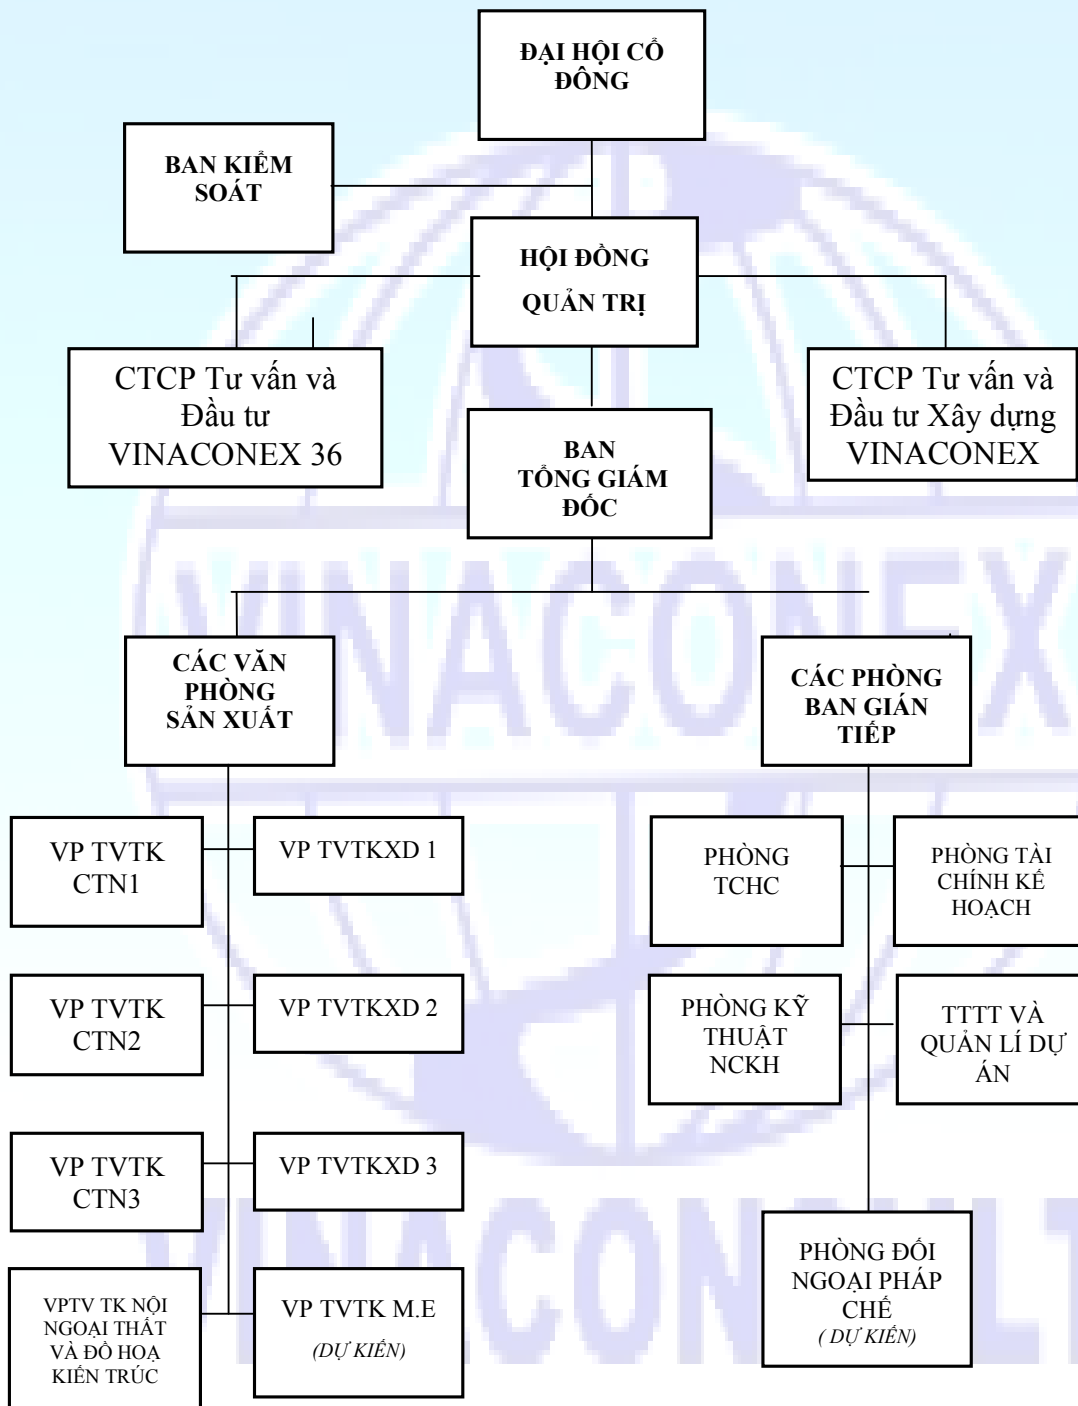 ĐẠI HỘI CỔ
ĐÔNG
BAN KIỂM
SOÁT
HỘI ĐỒNG
QUẢN TRỊ
CTCP Tư vấn và
Đầu tư
VINACONEX 36
CTCP Tư vấn và
Đầu tư Xây dựng
VINACONEX
BAN
TỔNG GIÁM
ĐỐC
VINACONEX
CÁC VĂN
PHÒNG
SẢN XUẤT
CÁC PHÒNG
BAN GIÁN
TIẾP
VP TVTK
CTN1
VP TVTKXD 1
PHÒNG
TCHC
PHÒNG TÀI
CHÍNH KẾ
HOẠCH
VP TVTK
CTN2
VP TVTKXD 2
PHÒNG KỸ
THUẬT
NCKH
TTTT VÀ
QUẢN LÍ DỰ
ÁN
VP TVTK
CTN3
VP TVTKXD 3
VINACONSULT
VPTV TK NỘI
NGOẠI THẤT
VÀ ĐỒ HOẠ
KIẾN TRÚC
VP TVTK M.E
(DỰ KIẾN)
PHÒNG ĐỐI
NGOẠI PHÁP
CHẾ
( DỰ KIẾN)